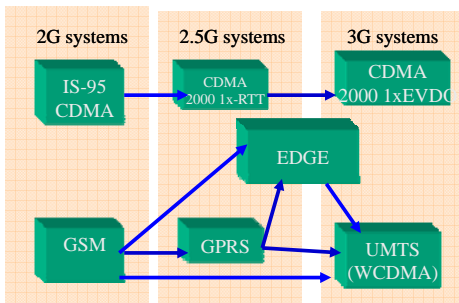 2G systems
2.5G systems
3G systems
IS-95
CDMA
CDMA
2000 1x-RTT
CDMA
2000 1xEVDO
EDGE
GSM
GPRS
UMTS
(WCDMA)